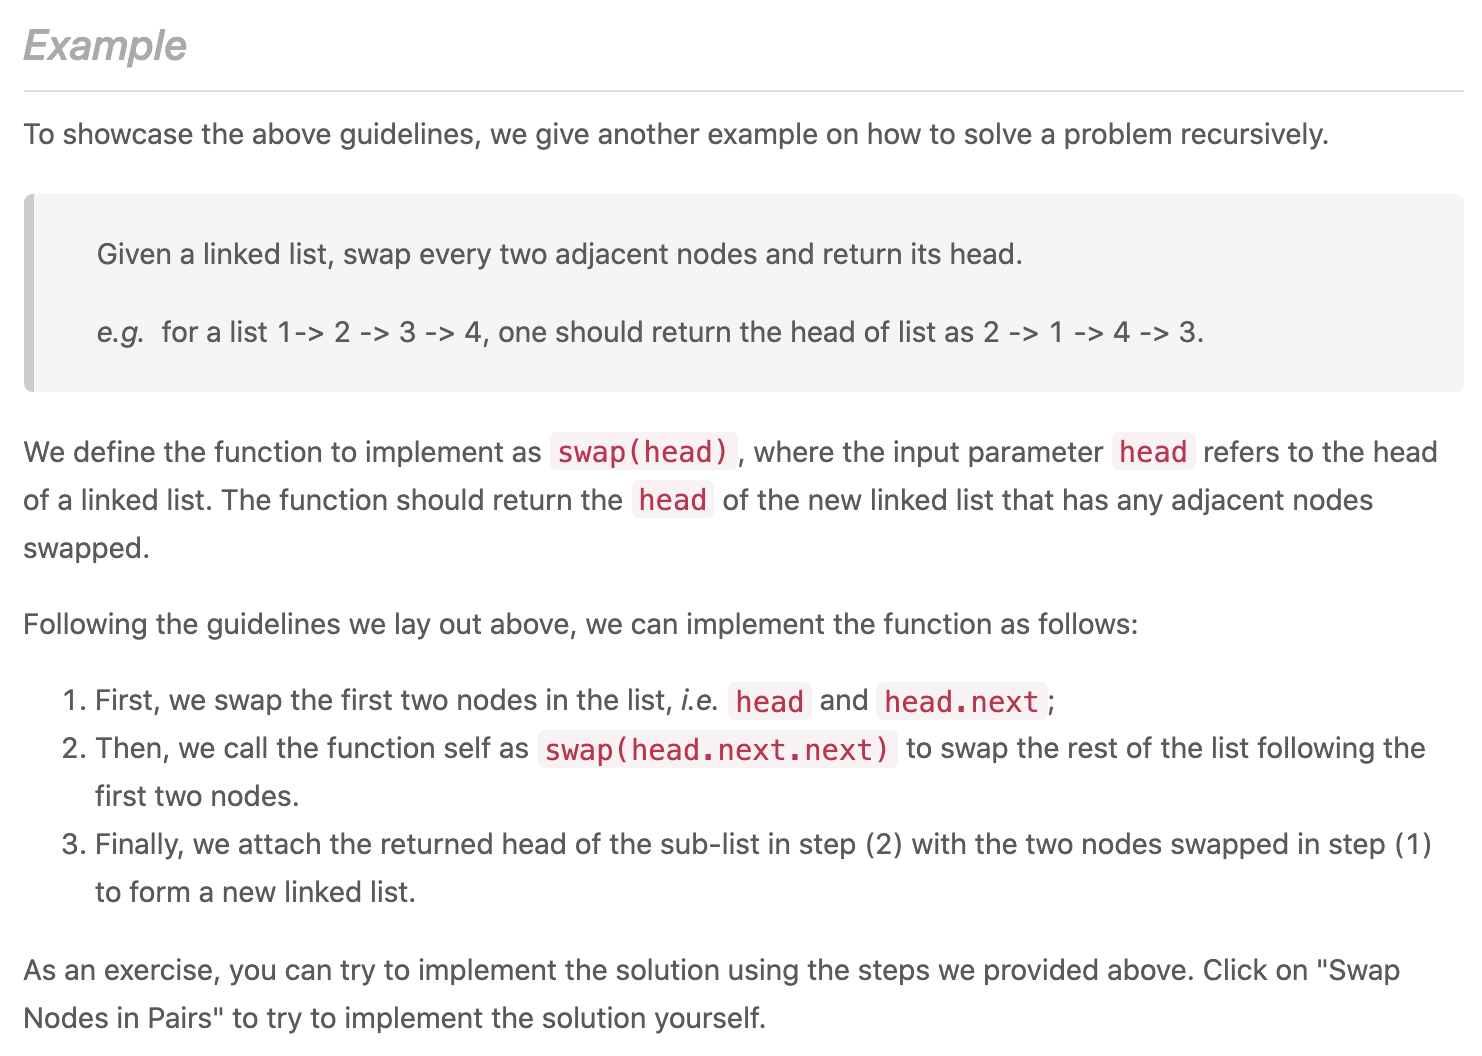 Example
To showcase the above guidelines, we give another example on how to solve a problem recursively.
Given a linked list, swap every two adjacent nodes and return its head.
e.g.  for a list 1-> 2 -> 3 -> 4, one should return the head of list as 2 -> 1 -> 4 -> 3.
We define the function to implement as swap(head), where the input parameter head refers to the head
of a linked list. The function should return the head of the new linked list that has any adjacent nodes
swapped.
Following the guidelines we lay out above, we can implement the function as follows:
1. First, we swap the first two nodes in the list, i.e. head and head.next;
2. Then, we call the function self as swap(head.next.next) to swap the rest of the list following the
first two nodes.
3. Finally, we attach the returned head of the sub-list in step (2) with the two nodes swapped in step (1)
to form a new linked list.
As an exercise, you can try to implement the solution using the steps we provided above. Click on "Swap
Nodes in Pairs" to try to implement the solution yourself.